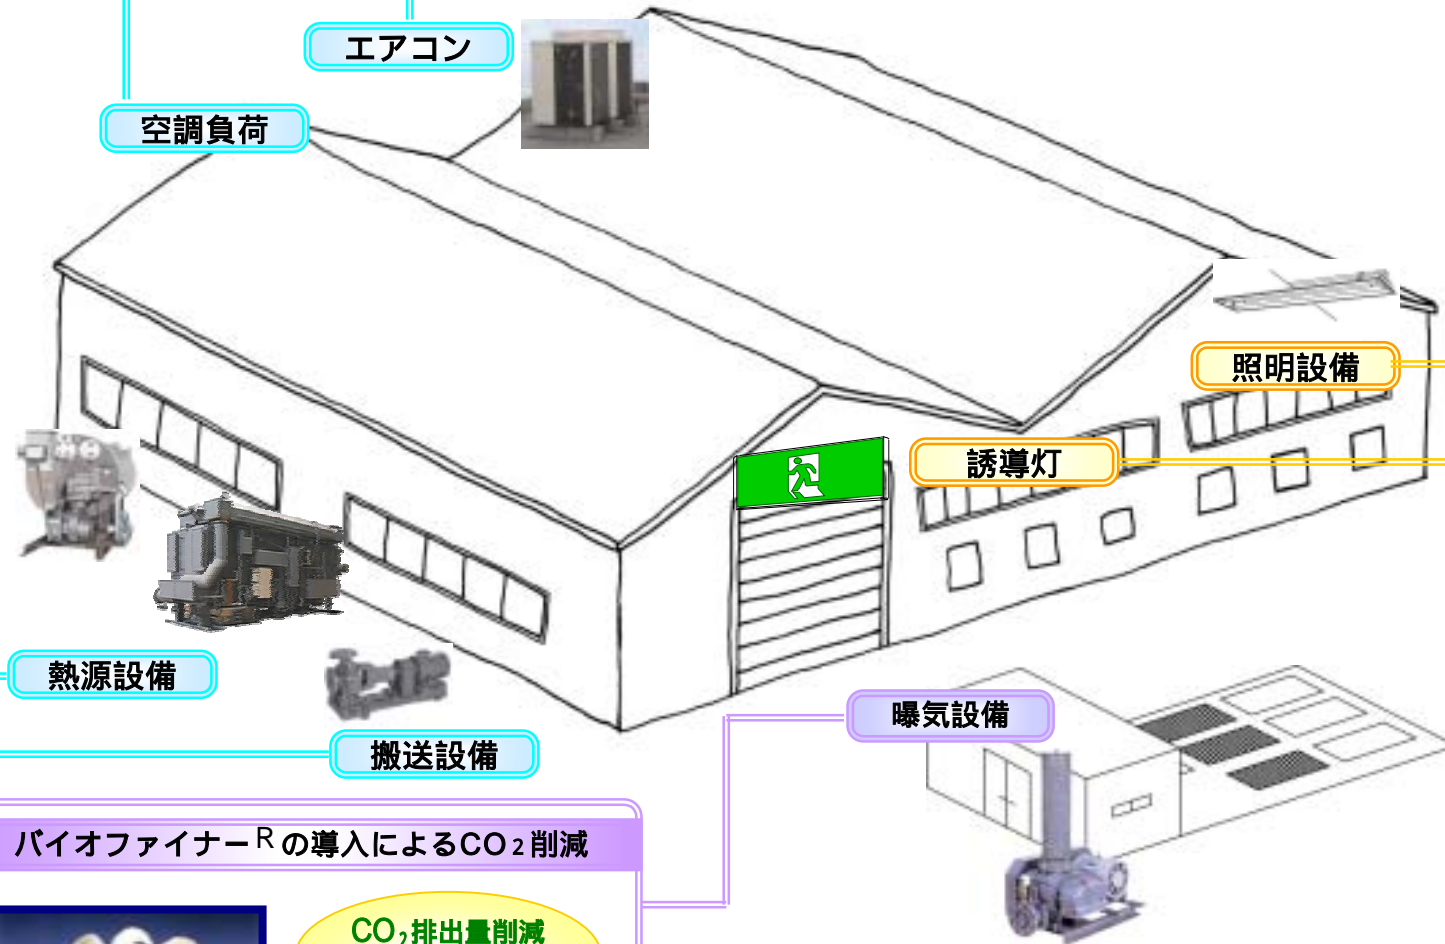 エアコン
空調負荷
照明設備
誘導灯
熱源設備
曝気設備
搬送設備
バイオファイナーRの導入によるCO2削減
CO2排出量削減